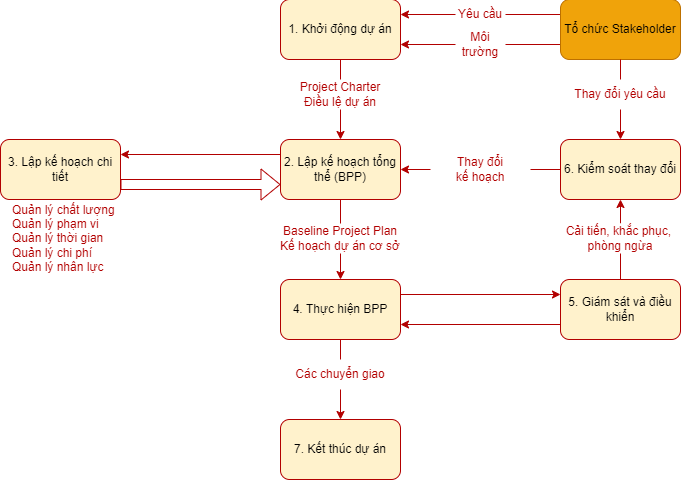 1. Khởi động dự án
Yêu cầu
Môi
trường
Tổ chức Stakeholder
Project Charter
Điều lệ dự án
Thay đổi yêu cầu
3. Lập kế hoạch chi
tiết
2. Lập kế hoạch tổng
thể (BPP)
Thay đổi
kế hoạch
6. Kiểm soát thay đổi
Quản lý chất lượng
Quản lý phạm vi
Quản lý thời gian
Quản lý chi phí
Quản lý nhân lực
Baseline Project Plan
Kế hoạch dự án cơ sở
Cải tiến, khắc phục,
phòng ngừa
4. Thực hiện BPP
5. Giám sát và điều
khiển
Các chuyển giao
7. Kết thúc dự án